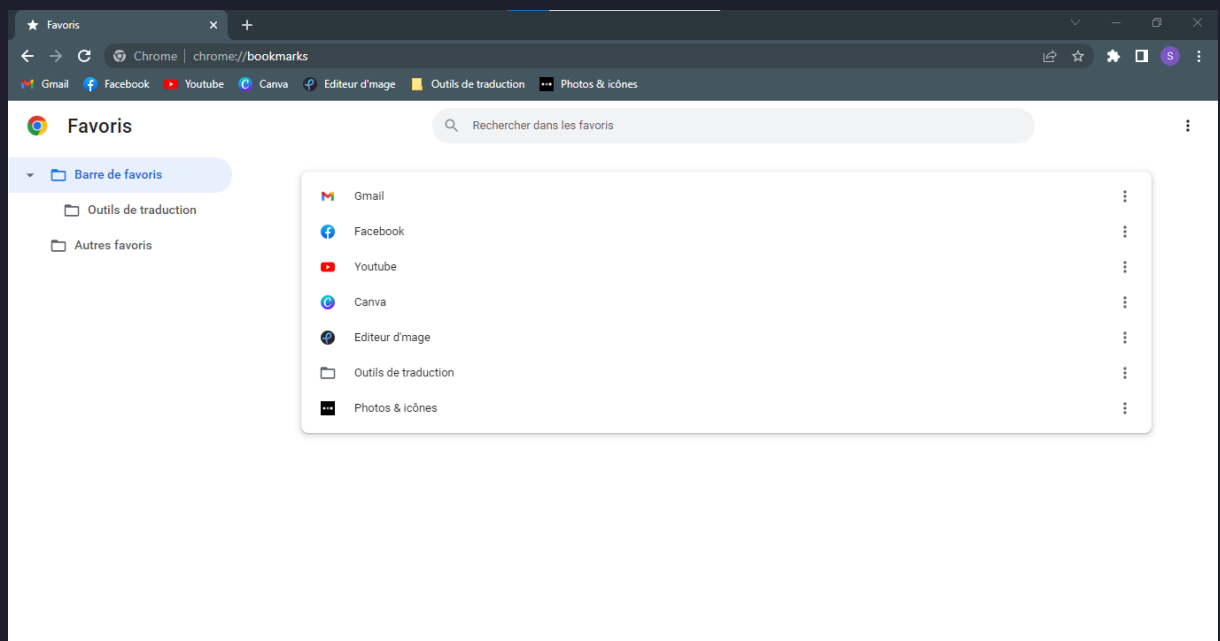 Favoris
Chrome | chrome://bookmarks
S
Gmail Facebook Youtube Canva Editeur d'mage Outils de traduction Photos & icônes
Favoris
Rechercher dans les favoris
Barre de favoris
Outils de traduction
Autres favoris
Gmail
Facebook
Youtube
Canva
Editeur d'mage
Outils de traduction
Photos & icônes